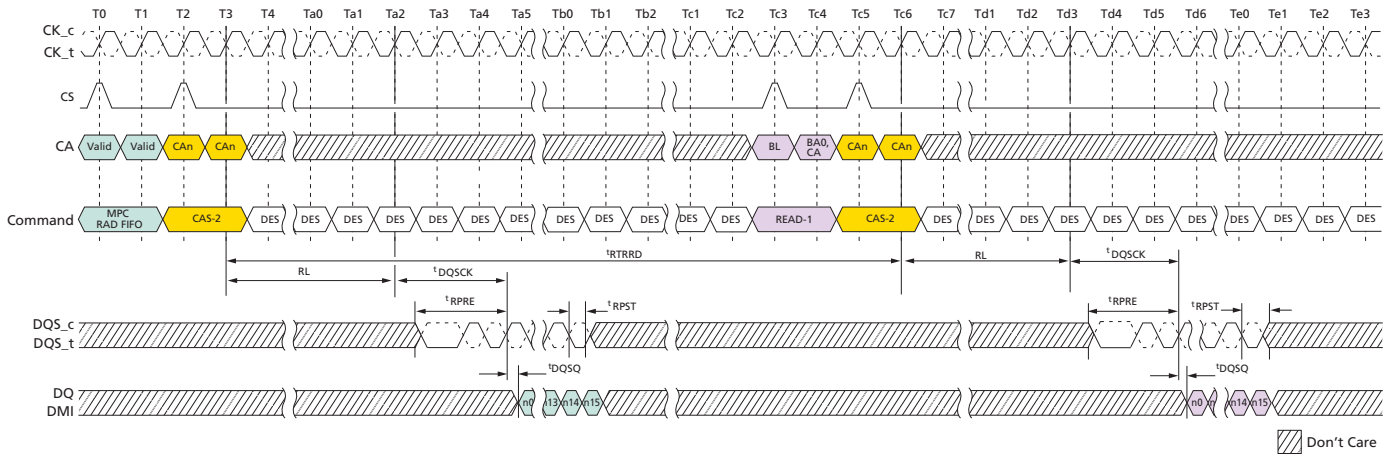 T0 T1 T2 T3 T4 Ta0 Ta1 Ta2 Ta3 Ta4 Ta5 Tb0 Tb1 Tb2 Tc1 Tc2 Tc3 Tc4 Tc5 Tc6 Tc7 Td1 Td2 Td3 Td4 Td5 Td6 Te0 Te1 Te2 Te3
CK_c
CK_t
CS
CA Valid Valid CAn CAn BL BA0, CA CAn CAn
Command MPC RAD FIFO CAS-2 DES DES DES DES DES DES DES DES DES DES DES DES READ-1 CAS-2 DES DES DES DES DES DES DES DES DES DES DES
tRTRRD
RL tDQSCK RL tDQSCK
tRPRE tRPST tRPRE tRPST
DQS_c
DQS_t
tDQSQ tDQSQ
DQ
DMI
n0 n13 n14 n15 n0 n n14 n15
Don't Care